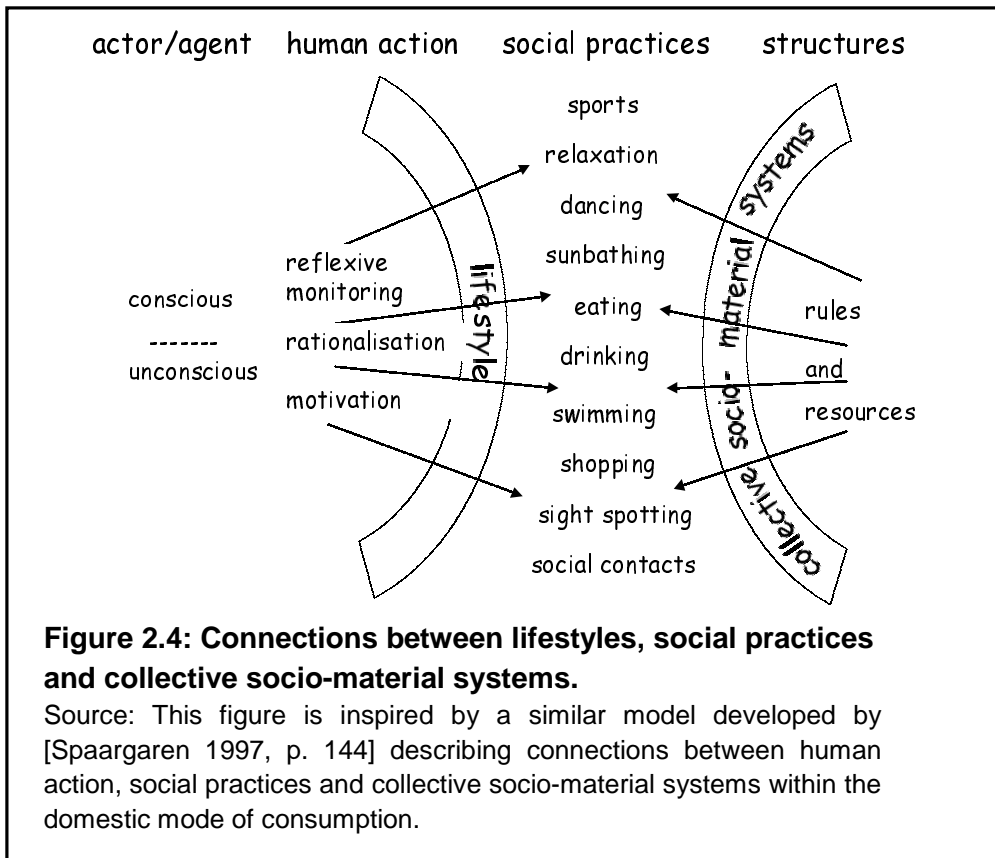 actor/agent human action social practices structures
sports
relaxation
dancing
sunbathing
eating
drinking
swimming
shopping
sight spotting
social contacts
conscious
-------
unconscious
reflexive
monitoring
rationalisation
motivation
lifestyle
collective socio- material systems
rules
and
resources
Figure 2.4: Connections between lifestyles, social practices
and collective socio-material systems.
Source: This figure is inspired by a similar model developed by
[Spaargaren 1997, p. 144] describing connections between human
action, social practices and collective socio-material systems within the
domestic mode of consumption.